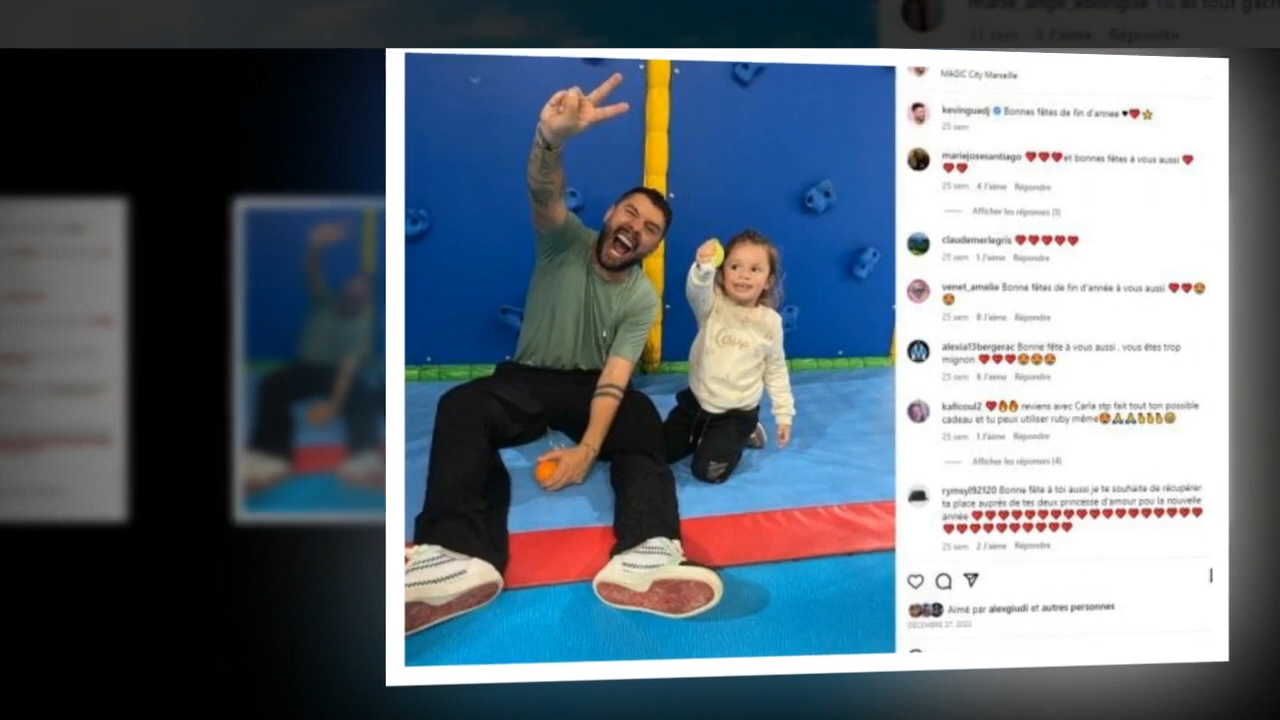 MAGIC City Marseille
kevinguedj Bonnes fêtes de fin d'annee ♥❤️⭐
25 sem
mariejosesantiago ❤️❤️❤️et bonnes fêtes à vous aussi ❤️
❤️❤️
25 sem 4 J'aime Répondre
Afficher les réponses (1)
claudemerlegris ❤️❤️❤️❤️❤️
25 sem 1 J'aime Répondre
venet_amelie Bonne fêtes de fin d'année à vous aussi ❤️❤️😍
😍
25 sem 8 J'aime Répondre
alexia13bergerac Bonne fête à vous aussi . vous êtes trop
mignon ❤️❤️❤️😍😍😍
25 sem 6 J'aime Répondre
kaficoul2 ❤️🔥🔥 reviens avec Carla stp fait tout ton possible
cadeau et tu peux utiliser ruby même
25 sem 1 J'aime Répondre
Afficher les réponses (4)
rymsyl92120 Bonne fête à toi aussi je te souhaite de récupérer
ta place auprès de tes deux princesse d'amour pou la nouvelle
année ❤️❤️❤️❤️❤️❤️❤️❤️❤️❤️❤️❤️❤️❤️❤️❤️❤️❤️
❤️❤️❤️❤️❤️❤️❤️❤️❤️❤️
25 sem 2 J'aime Répondre
Aimé par alexgiudi et autres personnes